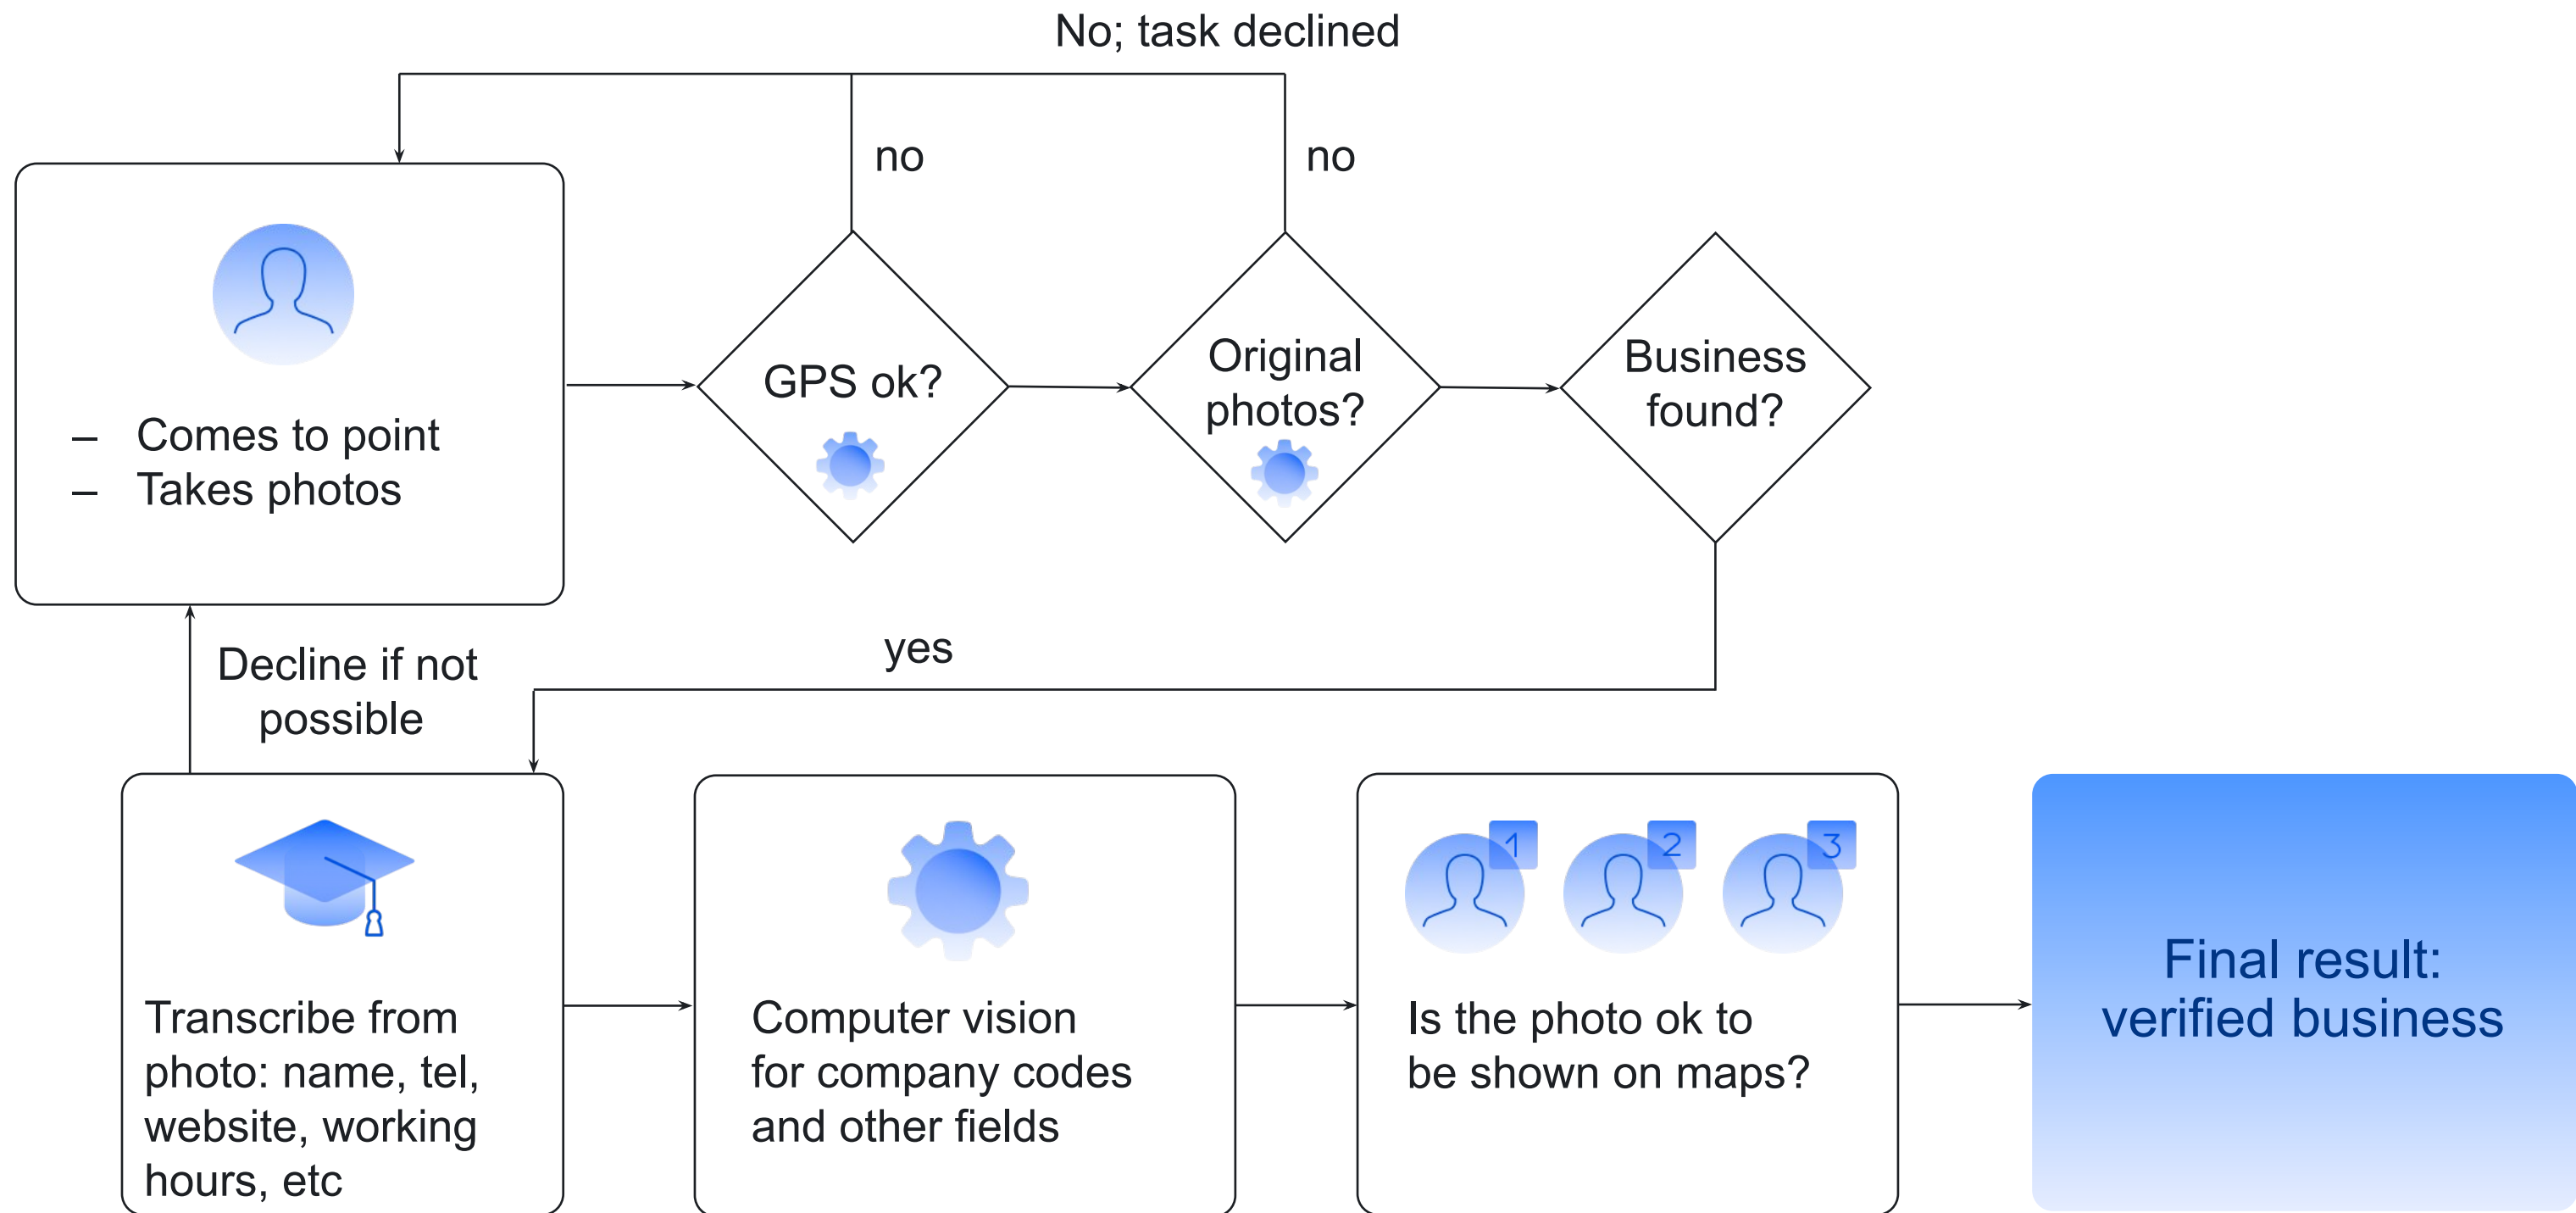 No; task declined
no
no
– Comes to point
– Takes photos
GPS ok?
Original
photos?
Business
found?
Decline if not
possible
yes
Transcribe from
photo: name, tel,
website, working
hours, etc
Computer vision
for company codes
and other fields
1
2
3
Is the photo ok to
be shown on maps?
Final result:
verified business